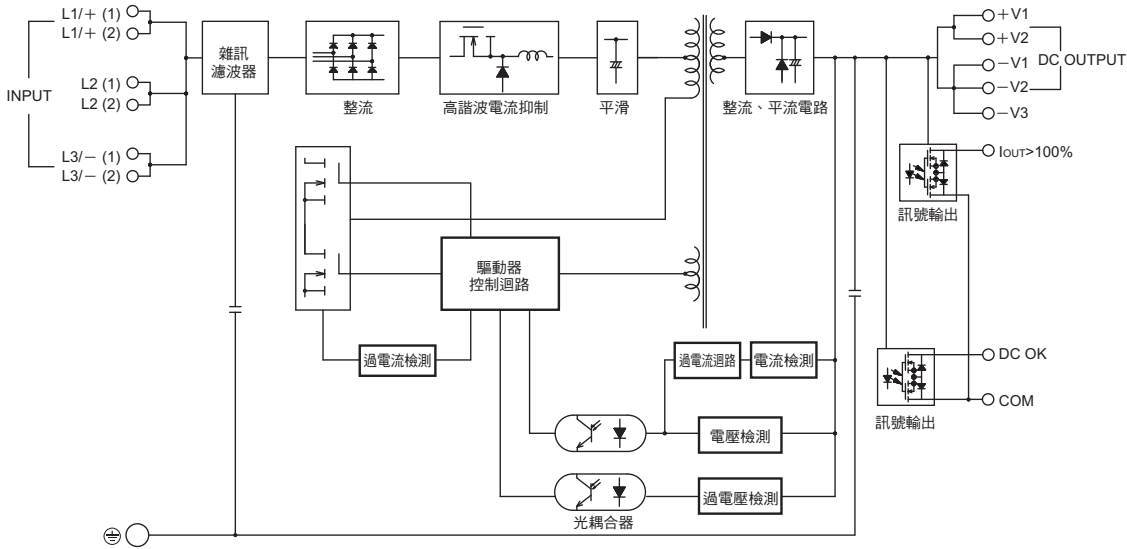 L1/+ (1)
L1/+ (2)
L2 (1)
L2 (2)
INPUT
L3/− (1)
L3/− (2)
雜訊
濾波器
整流
高諧波電流抑制
平滑
整流、平流電路
+V1
+V2
DC OUTPUT
−V1
−V2
−V3
IOUT>100%
訊號輸出
驅動器
控制迴路
過電流檢測
過電流迴路
電流檢測
DC OK
COM
訊號輸出
電壓檢測
過電壓檢測
光耦合器